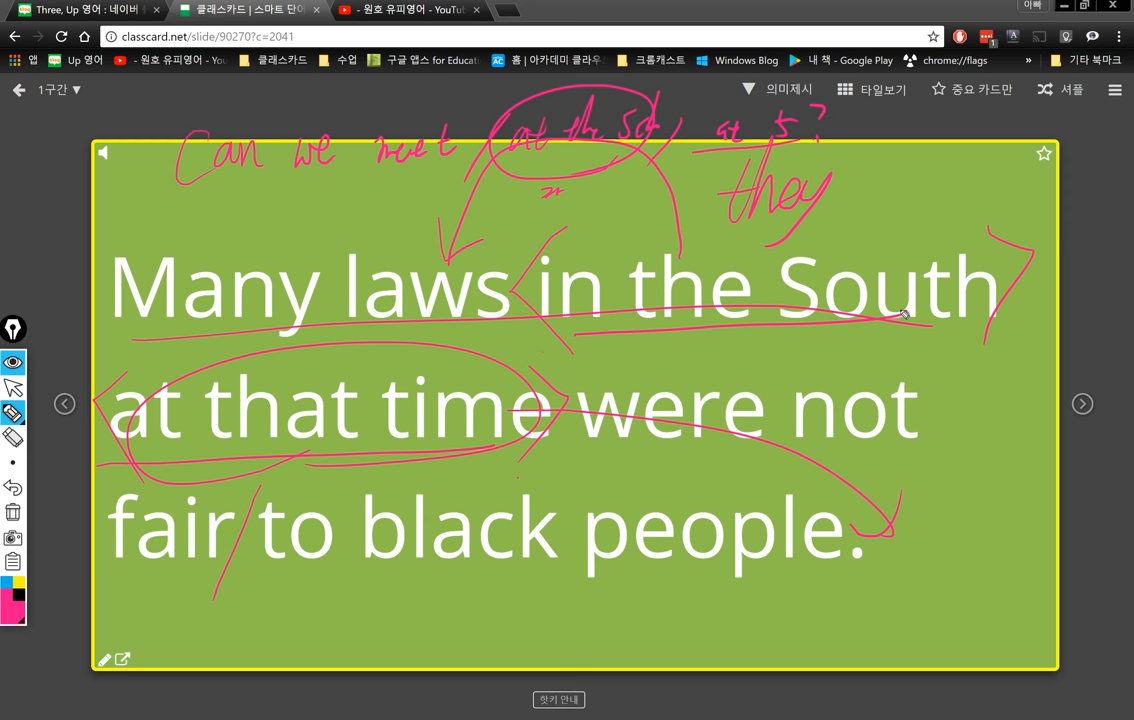 Three, Up 영어 : 네이버
클래스카드 | 스마트 단어
- 원호 유피영어 - YouTu
아빠
classcard.net/slide/90270?c=2041
앱
Up 영어
- 원호 유피영어 - You
클래스카드
수업
구글 앱스 for Educati
홈 | 아카데미 클라우
크롬캐스트
Windows Blog
내 책 - Google Play
chrome://flags
»
기타 북마크
1구간 ▼
의미제시
타일보기
중요 카드만
셔플
Can we meet at the Sch, at 5?
they
Many laws in the South
at that time were not
fair to black people.
핫키 안내